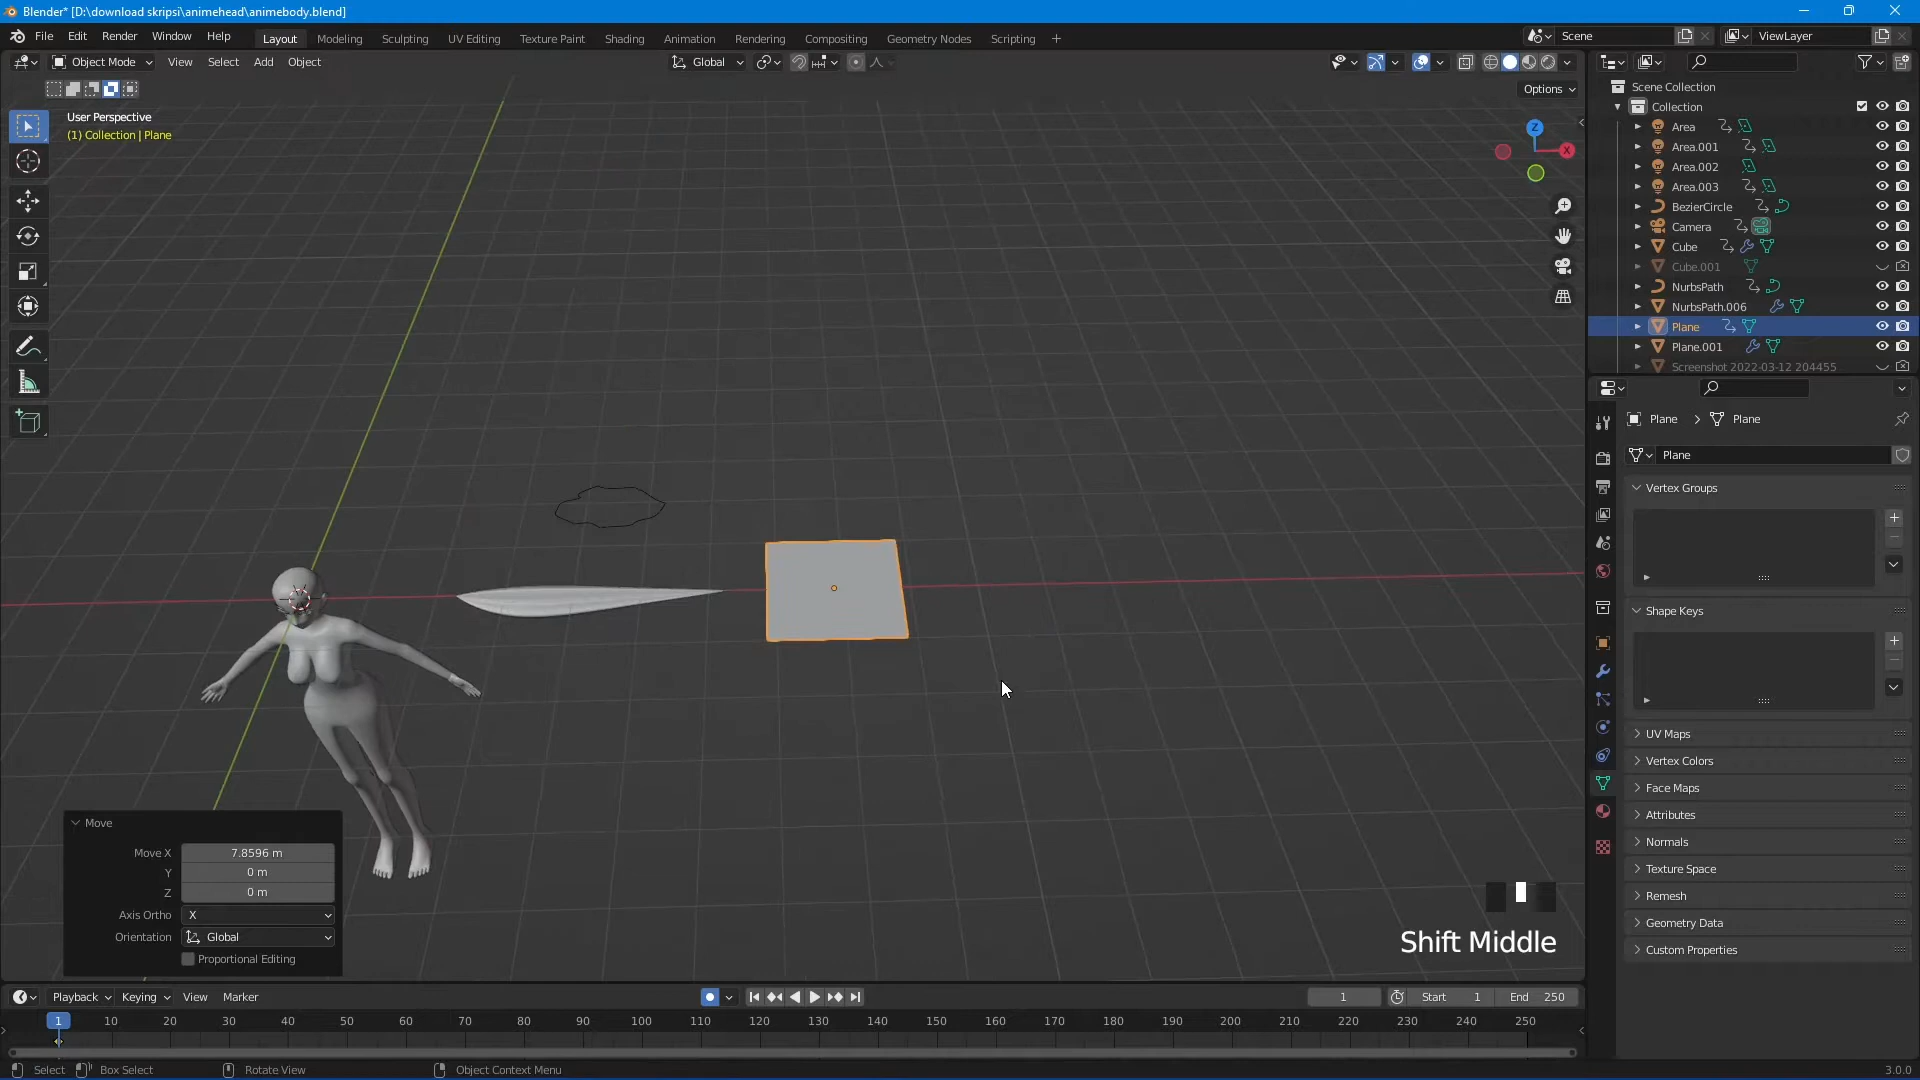 Blender* [D:\download skripsi\animehead\animebody.blend]
File Edit Render Window Help
Layout Modeling Sculpting UV Editing Texture Paint Shading Animation Rendering Compositing Geometry Nodes Scripting
Scene
ViewLayer
Object Mode View Select Add Object
Global
Options
User Perspective
(1) Collection | Plane
Z
X
Scene Collection
Collection
Area
Area.001
Area.002
Area.003
BezierCircle
Camera
Cube
Cube.001
NurbsPath
NurbsPath.006
Plane
Plane.001
Screenshot 2022-03-12 204455
Plane > Plane
Plane
Vertex Groups
Shape Keys
UV Maps
Vertex Colors
Face Maps
Attributes
Normals
Texture Space
Remesh
Geometry Data
Custom Properties
Move
Move X 7.8596 m
Y 0 m
Z 0 m
Axis Ortho X
Orientation Global
Proportional Editing
Shift Middle
Playback Keying View Marker
1
Start 1
End 250
1 10 20 30 40 50 60 70 80 90 100 110 120 130 140 150 160 170 180 190 200 210 220 230 240 250
Select Box Select Rotate View Object Context Menu
3.0.0